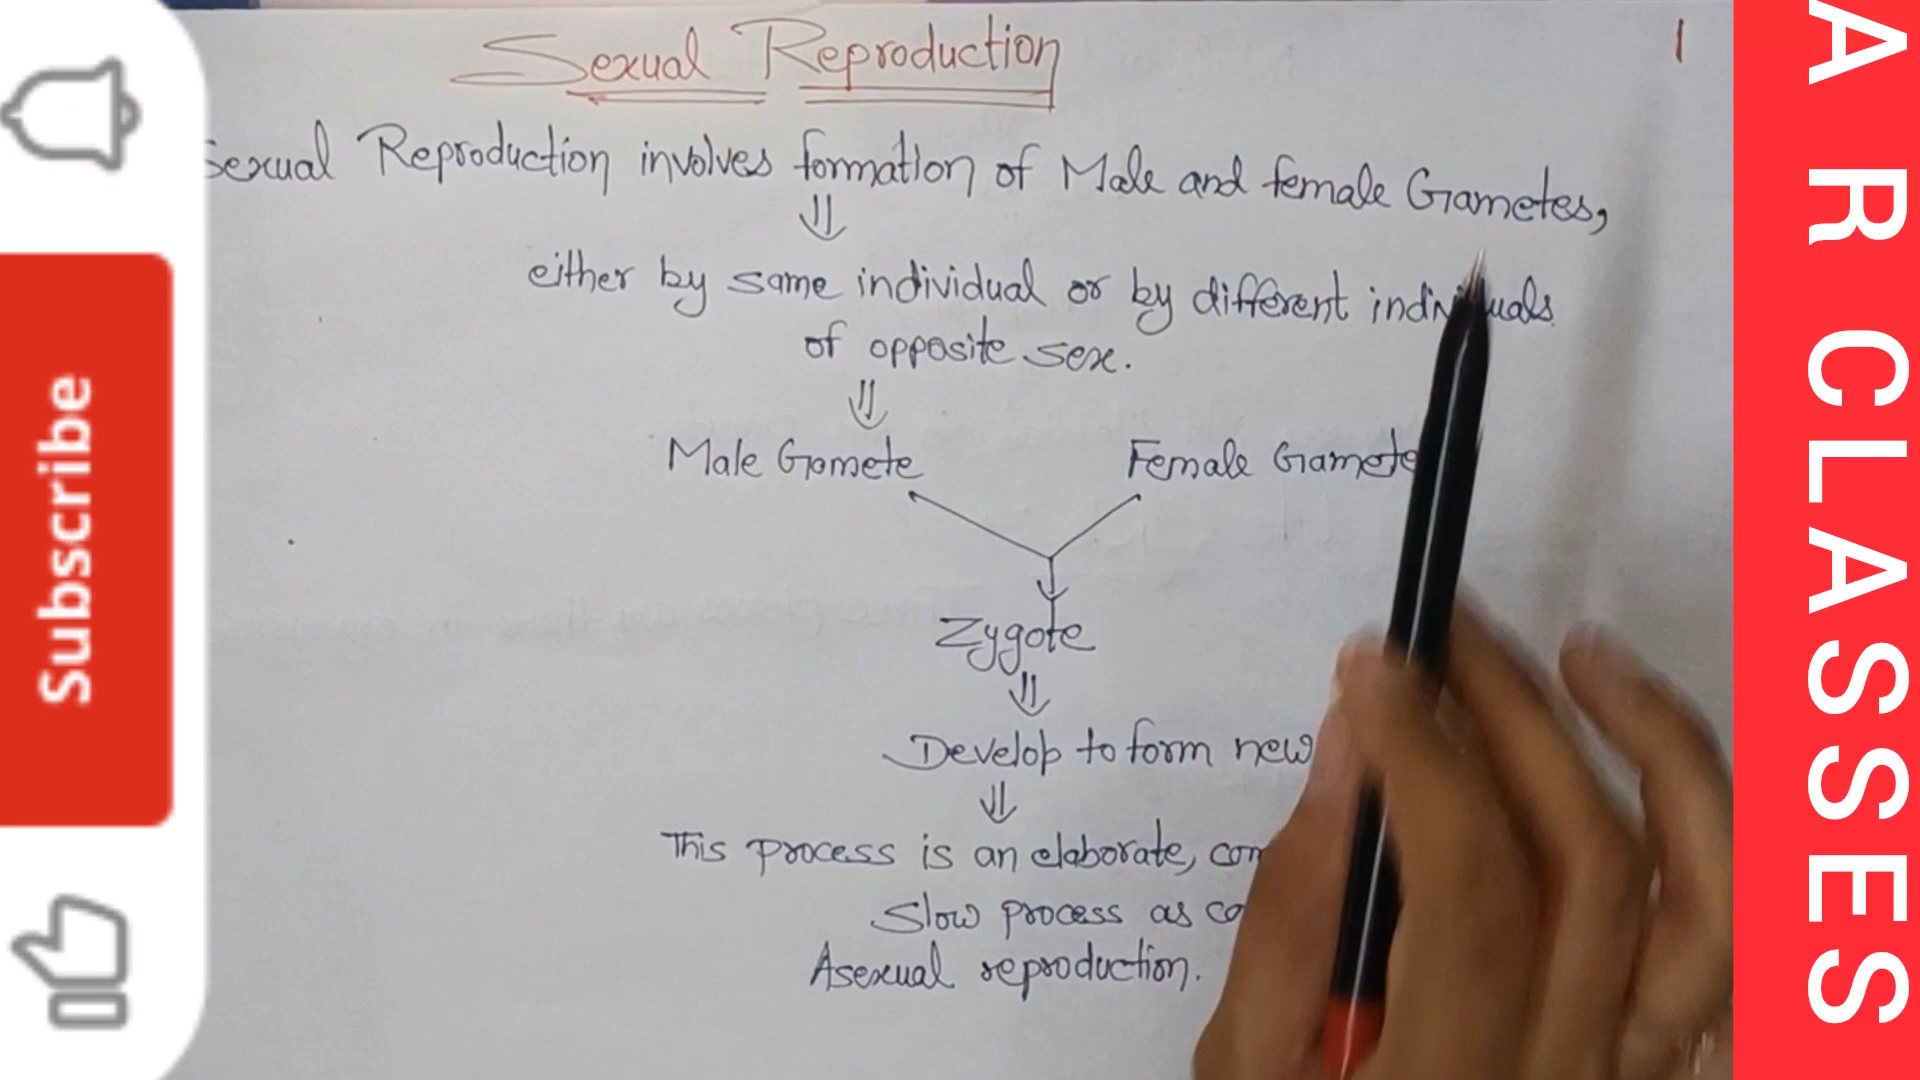 Sexual Reproduction
1
Sexual Reproduction involves formation of Male and female Gametes,
either by same individual or by different individuals
of opposite sex.
Male Gamete Female Gamete
Zygote
Develop to form new
This process is an elaborate,
Slow process as
Asexual reproduction.
Subscribe
A R CLASSES